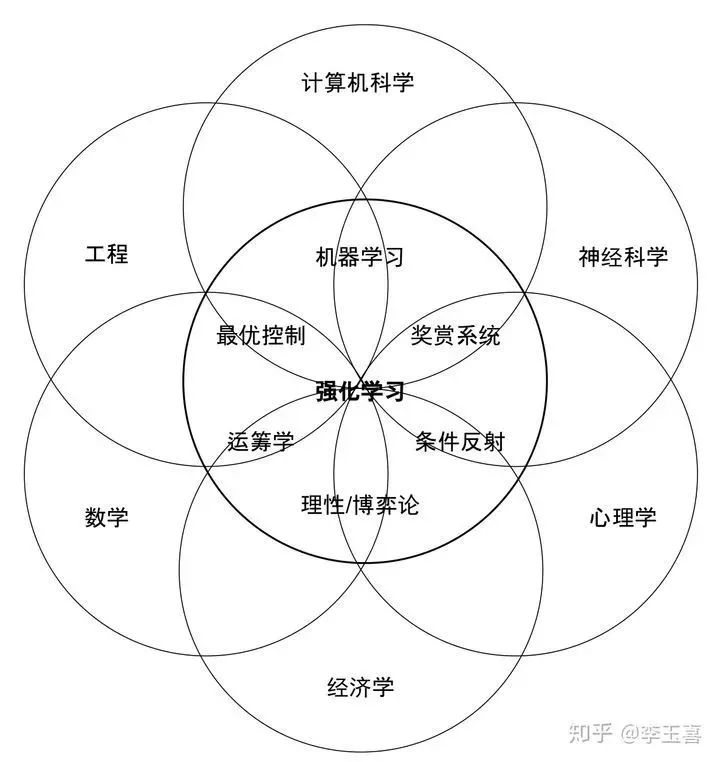 计算机科学
工程
机器学习
神经科学
最优控制
奖赏系统
强化学习
运筹学
条件反射
理性/博弈论
数学
心理学
经济学
知乎 @李玉喜